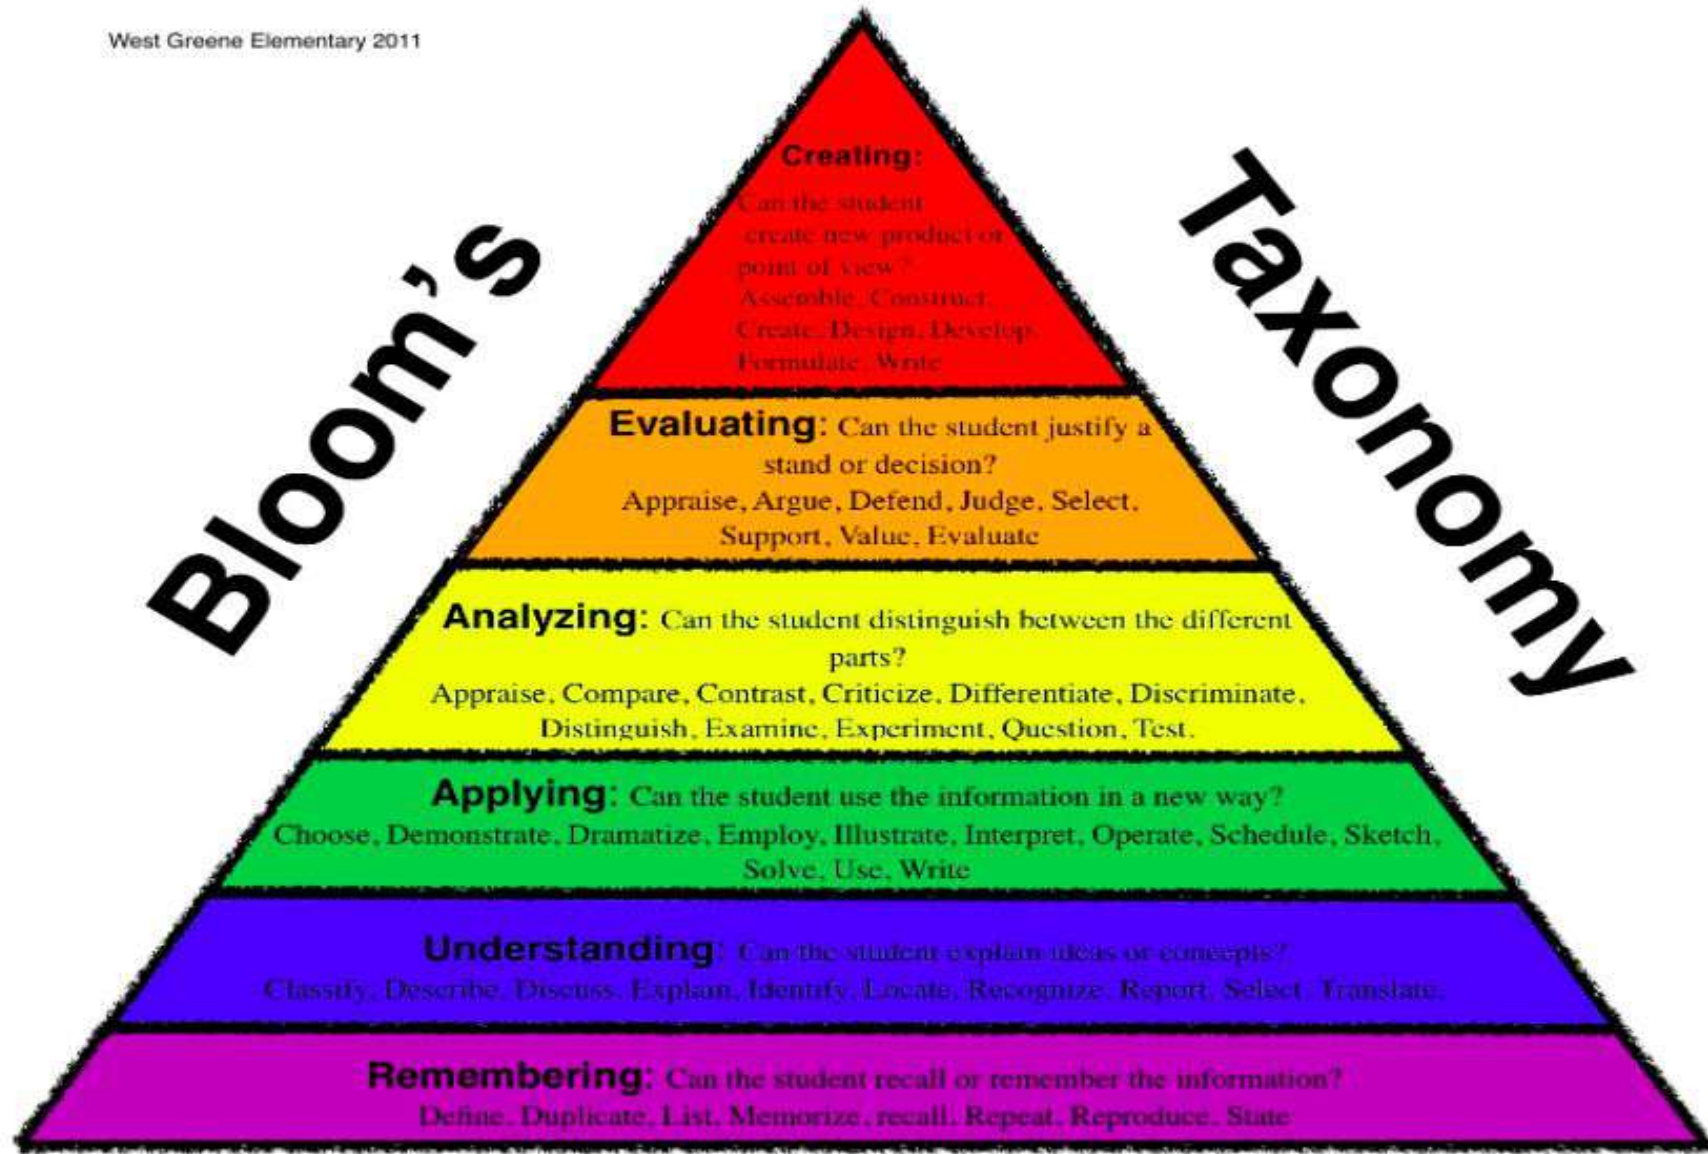 West Greene Elementary 2011
Bloom's
Taxonomy
Creating:
Can the student
create new product or
point of view?
Assemble, Construct,
Create, Design, Develop,
Formulate, Write
Evaluating: Can the student justify a
stand or decision?
Appraise, Argue, Defend, Judge, Select,
Support, Value, Evaluate
Analyzing: Can the student distinguish between the different
parts?
Appraise, Compare, Contrast, Criticize, Differentiate, Discriminate,
Distinguish, Examine, Experiment, Question, Test.
Applying: Can the student use the information in a new way?
Choose, Demonstrate, Dramatize, Employ, Illustrate, Interpret, Operate, Schedule, Sketch,
Solve, Use, Write
Understanding: Can the student explain ideas or concepts?
Classify, Describe, Discuss, Explain, Identify, Locate, Recognize, Report, Select, Translate.
Remembering: Can the student recall or remember the information?
Define, Duplicate, List, Memorize, recall, Repeat, Reproduce, State